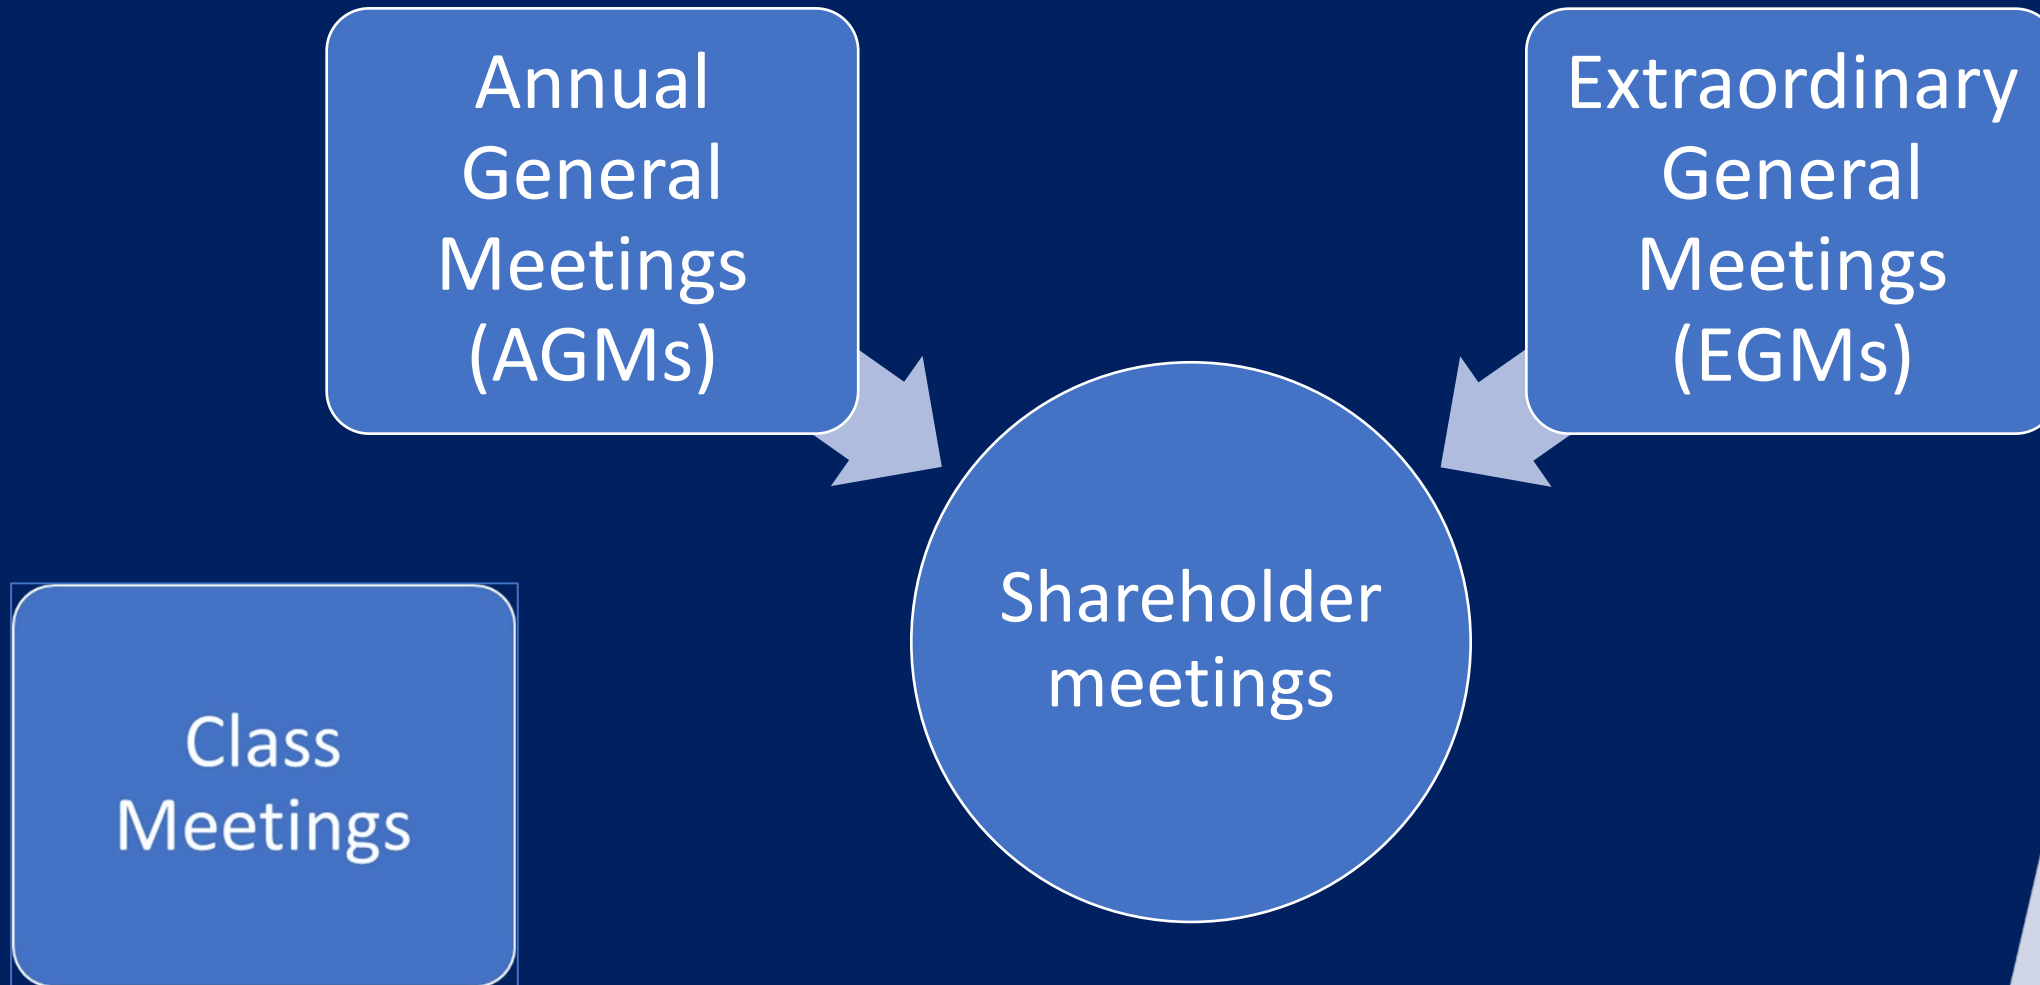 Annual
General
Meetings
(AGMs)
Extraordinary
General
Meetings
(EGMs)
Shareholder
meetings
Class
Meetings